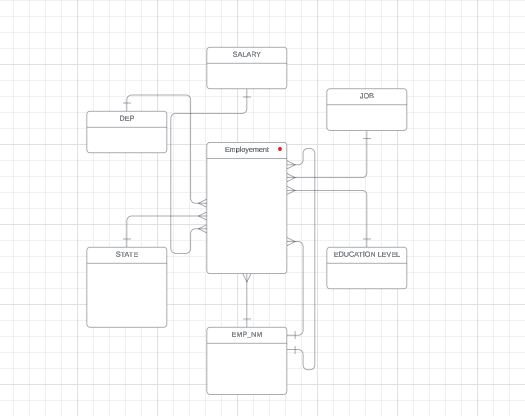 SALARY
JOB
DEP
Employement
STATE
EDUCATION LEVEL
EMP_NM